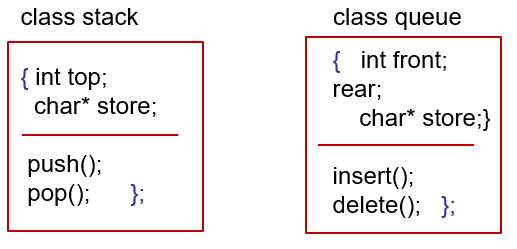 class stack
{ int top;
char* store;
push();
pop(); };
class queue
{ int front;
rear;
char* store;}
insert();
delete(); };